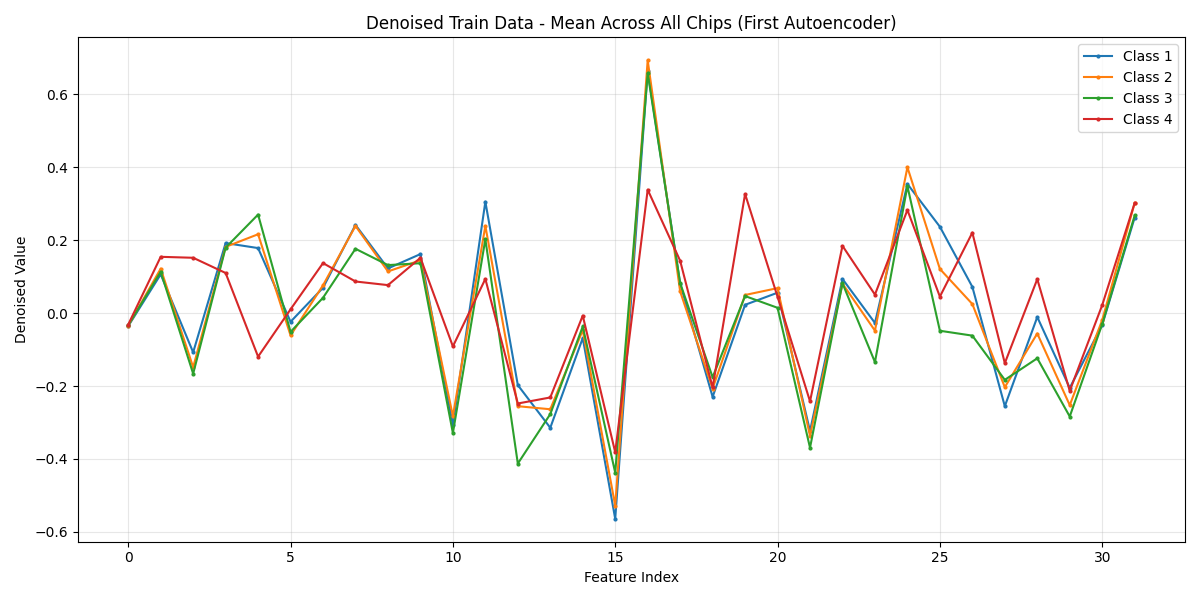 Denoised Train Data - Mean Across All Chips (First Autoencoder)
Class 1
Class 2
Class 3
Class 4
Denoised Value
0.6
0.4
0.2
0.0
−0.2
−0.4
−0.6
0 5 10 15 20 25 30
Feature Index